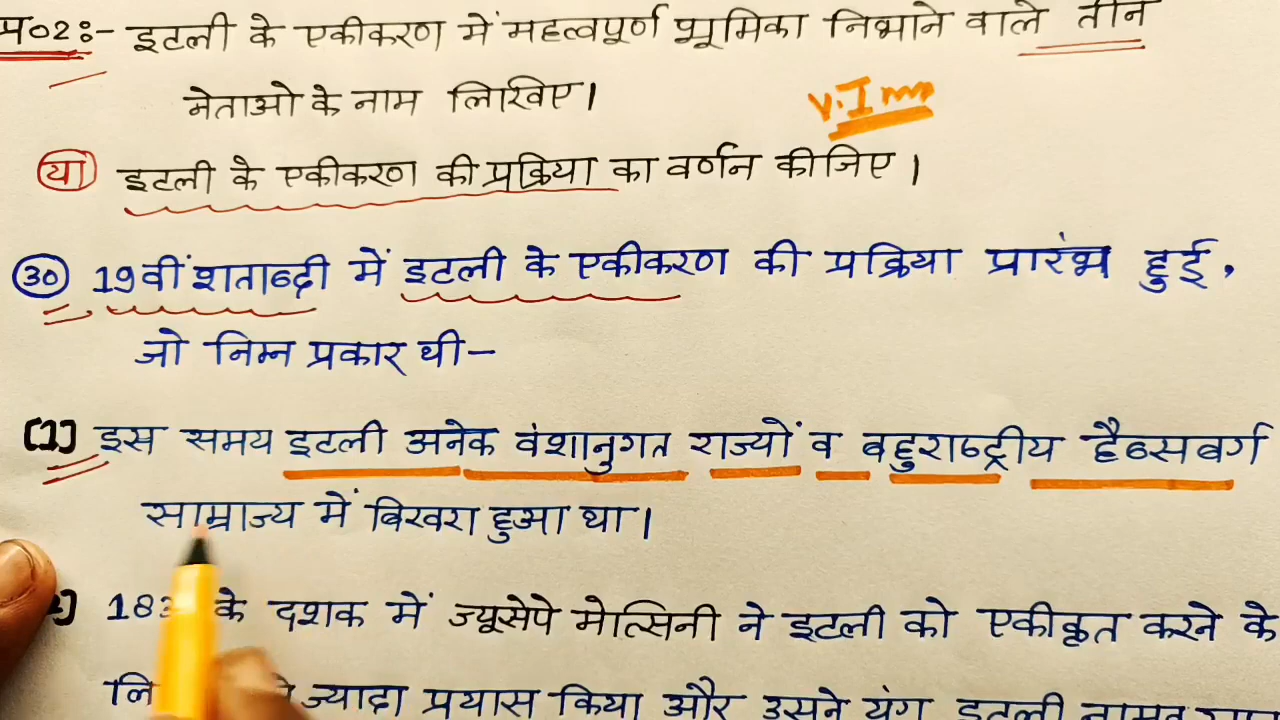 प्र०2:- इटली के एकीकरण में महत्वपूर्ण भूमिका निभाने वाले तीन
नेताओ के नाम लिखिए।
V. Imp
(या) इटली के एकीकरण की प्रक्रिया का वर्णन कीजिए।
(उ०) 19वीं शताब्दी में इटली के एकीकरण की प्रक्रिया प्रारंभ हुई,
जो निम्न प्रकार थी-
[1] इस समय इटली अनेक वंशानुगत राज्यों व बहुराष्ट्रीय हैब्सबर्ग
साम्राज्य में बिखरा हुआ था।
के दशक में ज्यूसेपे मेत्सिनी ने इटली को एकीकृत करने के
ज्यादा प्रयास किया और उसने यंग इटली